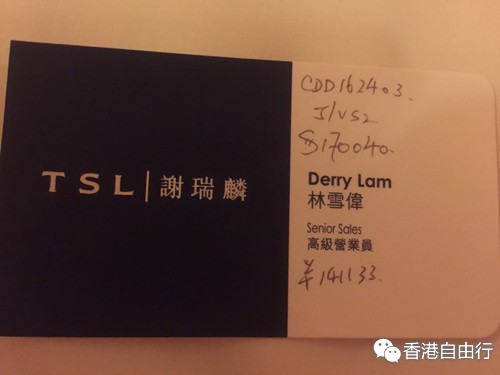 TSL|謝瑞麟
CDD162403.
J/VS2
$170040.
Derry Lam
林雪偉
Senior Sales
高級營業員
¥141133.
香港自由行